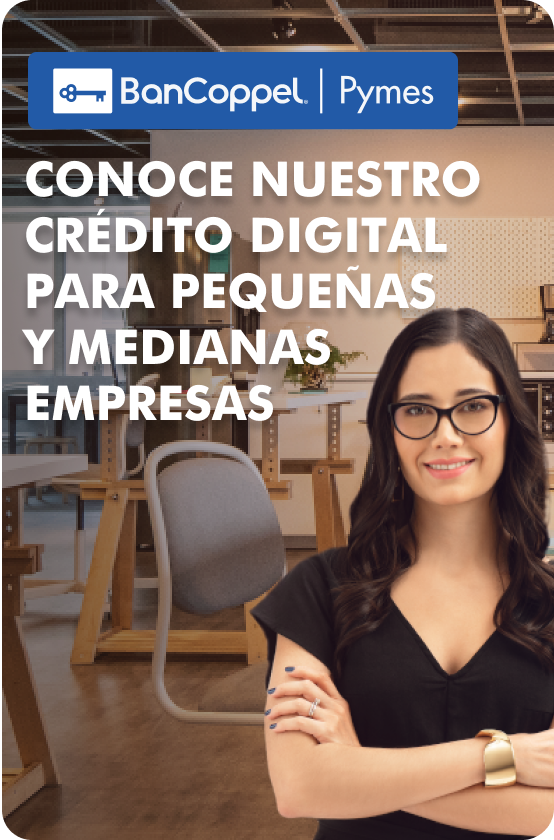 BanCoppel. | Pymes
CONOCE NUESTRO
CRÉDITO DIGITAL
PARA PEQUEÑAS
Y MEDIANAS
EMPRESAS